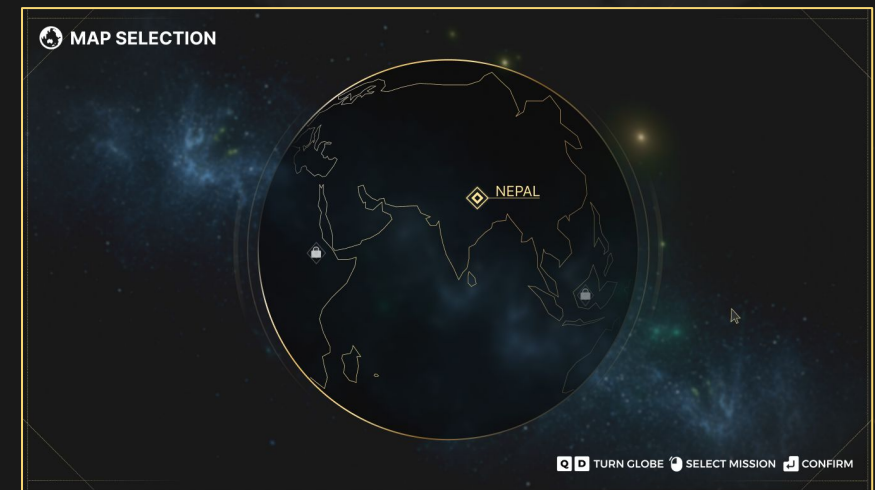 MAP SELECTION
NEPAL
Q D TURN GLOBE SELECT MISSION CONFIRM